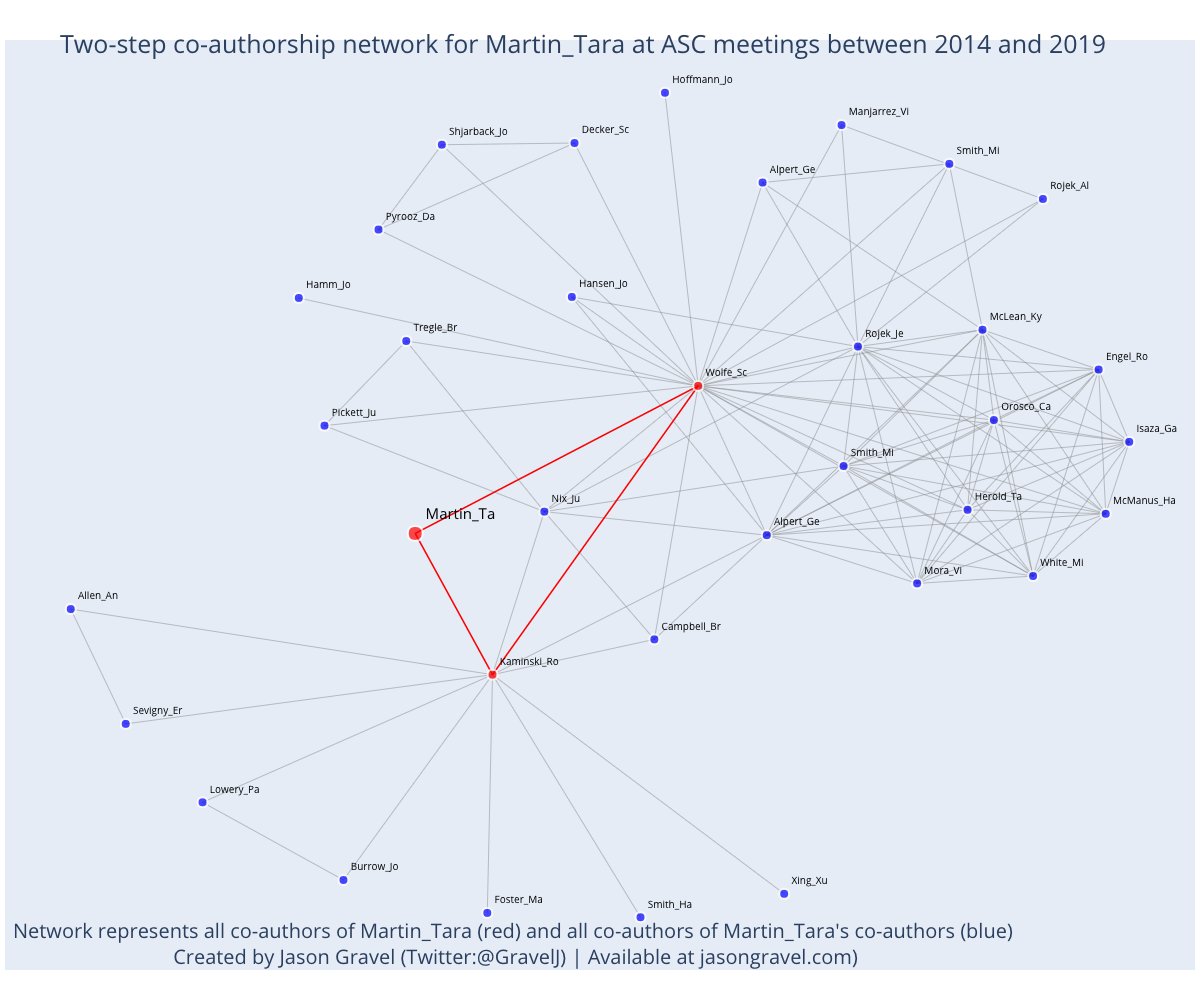 Two-step co-authorship network for Martin_Tara at ASC meetings between 2014 and 2019
Hoffmann_Jo
Manjarrez_Vi
Shjarback_Jo
Decker_Sc
Smith_Mi
Alpert_Ge
Rojek_Al
Pyrooz_Da
Hamm_Jo
Hansen_Jo
McLean_Ky
Tregle_Br
Rojek_Je
Engel_Ro
Wolfe_Sc
Pickett_Ju
Orosco_Ca
Isaza_Ga
Smith_Mi
Nix_Ju
Herold_Ta
McManus_Ha
Martin_Ta
Alpert_Ge
White_Mi
Mora_Vi
Allen_An
Campbell_Br
Kaminski_Ro
Sevigny_Er
Lowery_Pa
Burrow_Jo
Xing_Xu
Foster_Ma
Smith_Ha
Network represents all co-authors of Martin_Tara (red) and all co-authors of Martin_Tara's co-authors (blue)
Created by Jason Gravel (Twitter:@GravelJ) | Available at jasongravel.com)